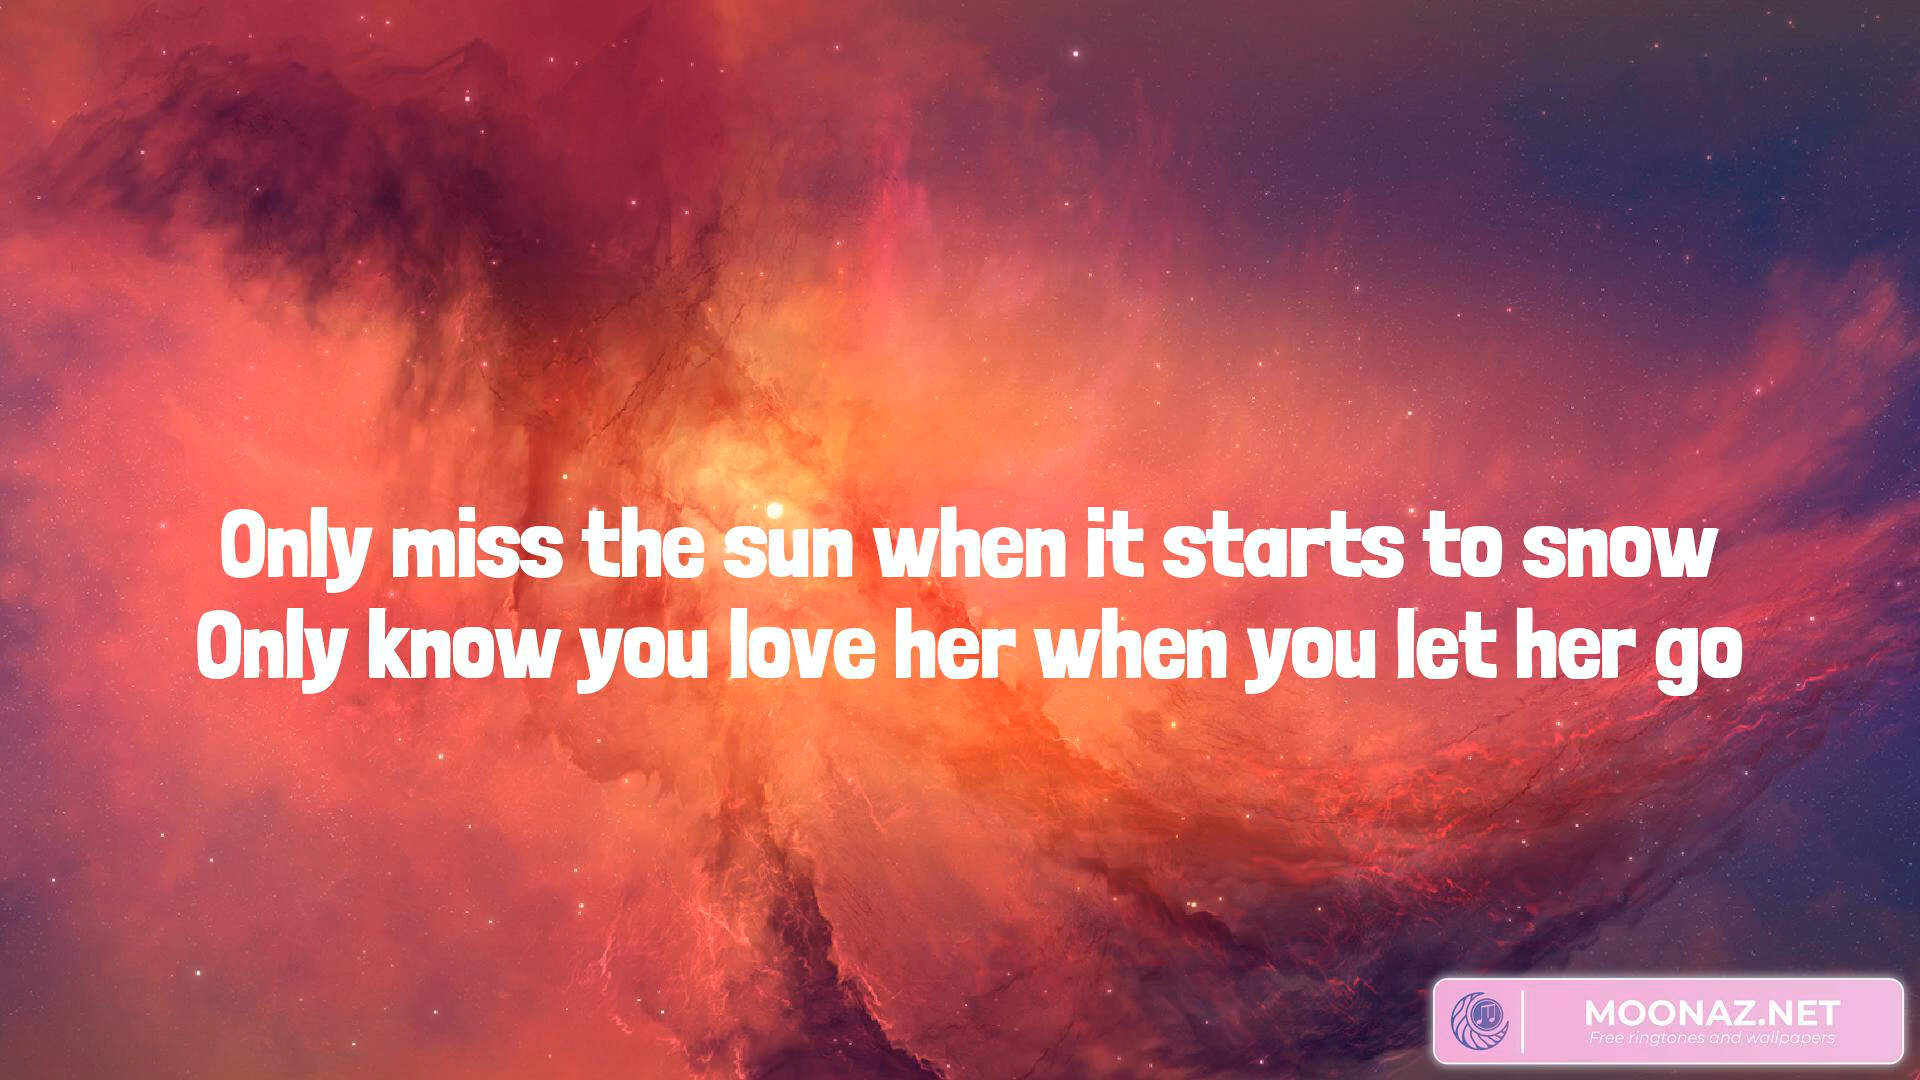 Only miss the sun when it starts to snow
Only know you love her when you let her go
MOONAZ.NET
Free ringtones and wallpapers